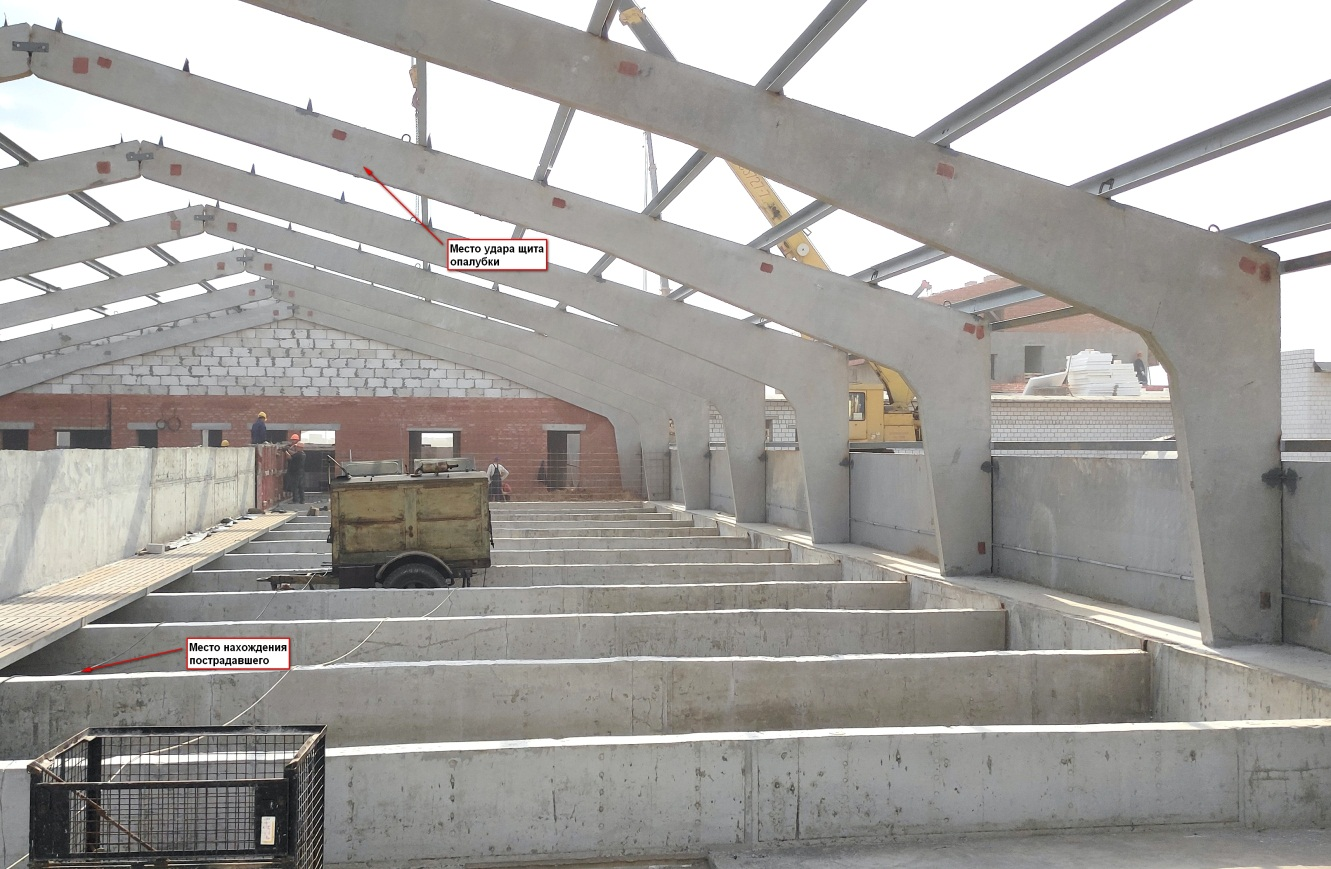 Место удара щита
опалубки
Место нахождения
пострадавшего